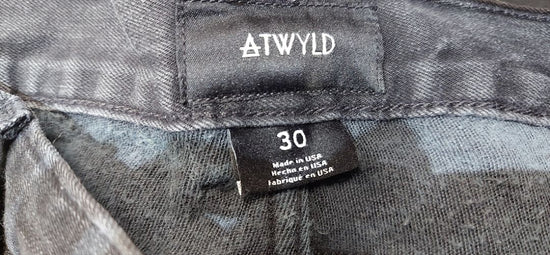 ATWYLD
30
Made in USA
Hecho en USA
Fabriqué en USA